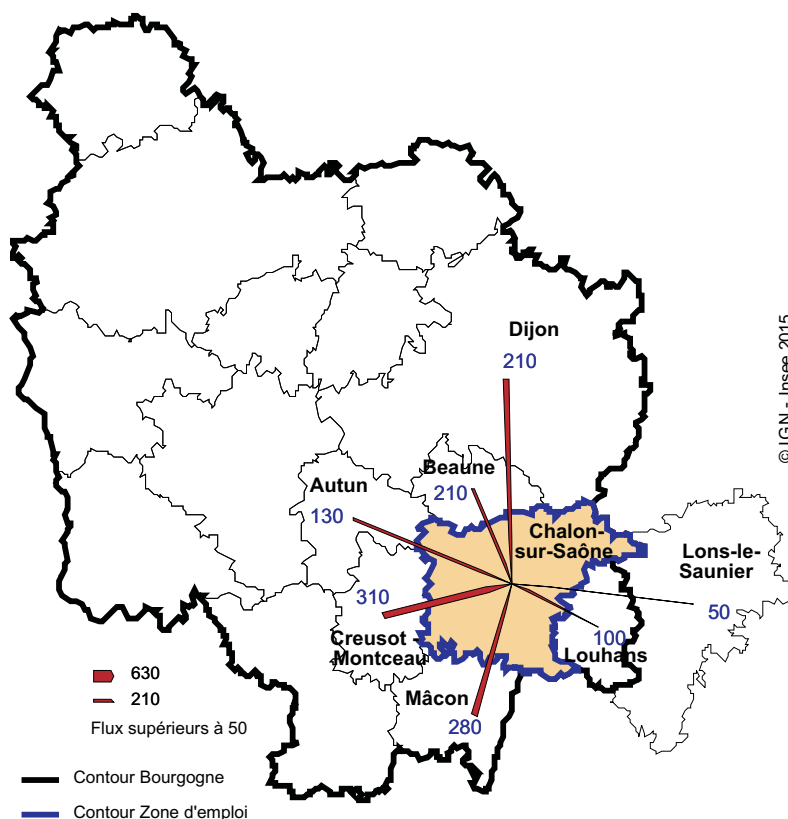 Dijon
210
© IGN - Insee 2015
Beaune
210
Autun
130
Chalon-
sur-Saône
Lons-le-
Saunier
50
310
Creusot -
Montceau
100
Louhans
Mâcon
280
630
210
Flux supérieurs à 50
Contour Bourgogne
Contour Zone d'emploi